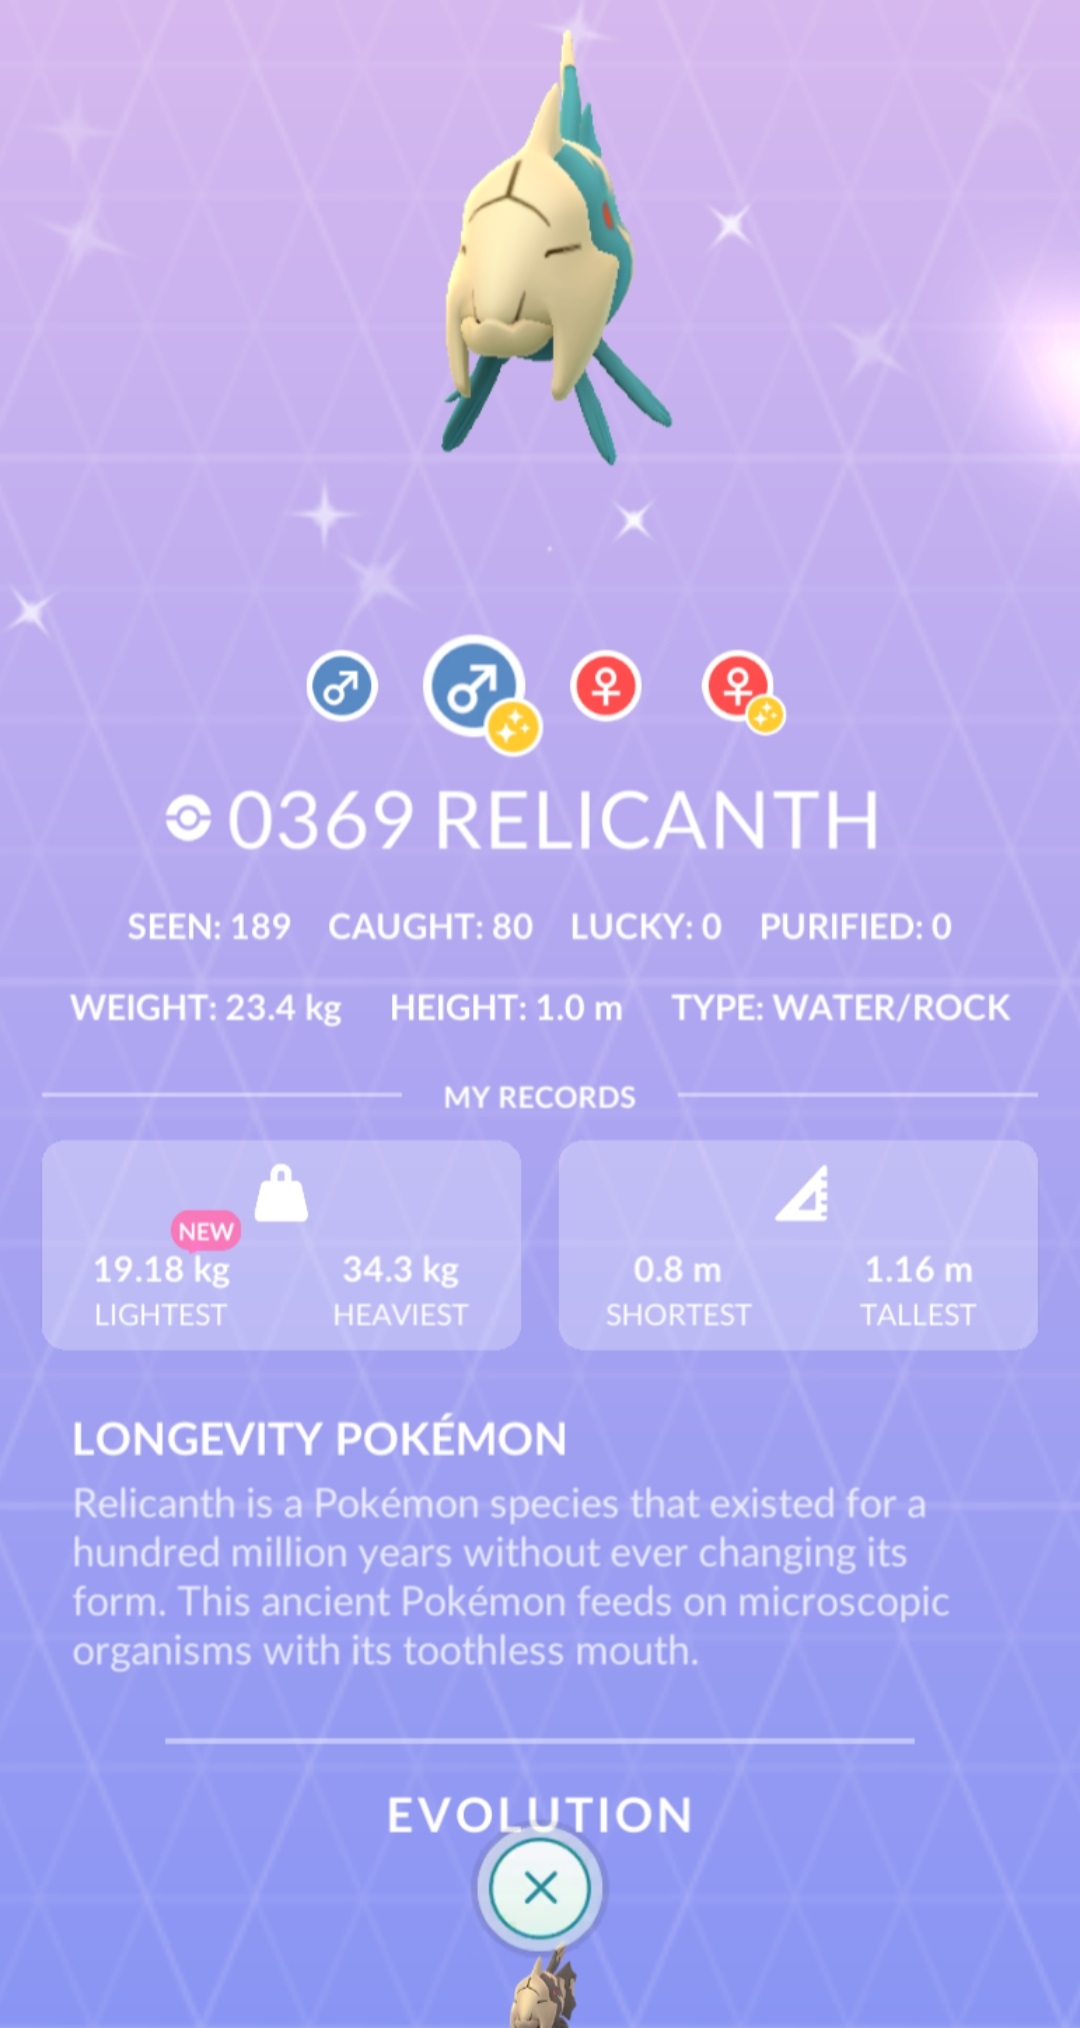 0369 RELICANTH
SEEN: 189 CAUGHT: 80 LUCKY: 0 PURIFIED: 0
WEIGHT: 23.4 kg HEIGHT: 1.0 m TYPE: WATER/ROCK
MY RECORDS
NEW
19.18 kg 34.3 kg 0.8 m 1.16 m
LIGHTEST HEAVIEST SHORTEST TALLEST
LONGEVITY POKÉMON
Relicanth is a Pokémon species that existed for a
hundred million years without ever changing its
form. This ancient Pokémon feeds on microscopic
organisms with its toothless mouth.
EVOLUTION